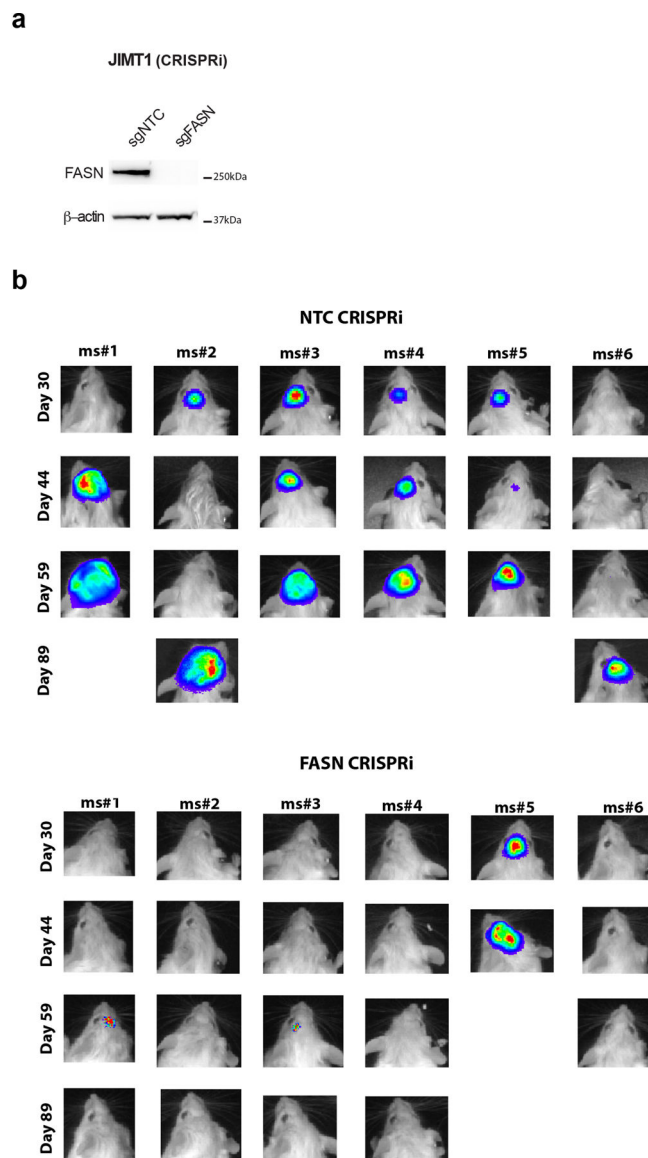 a
JIMT1 (CRISPRi)
sgNTC sgFASN
FASN 250kDa
β–actin 37kDa
b
NTC CRISPRi
ms#1 ms#2 ms#3 ms#4 ms#5 ms#6
Day 30
Day 44
Day 59
Day 89
FASN CRISPRi
ms#1 ms#2 ms#3 ms#4 ms#5 ms#6
Day 30
Day 44
Day 59
Day 89